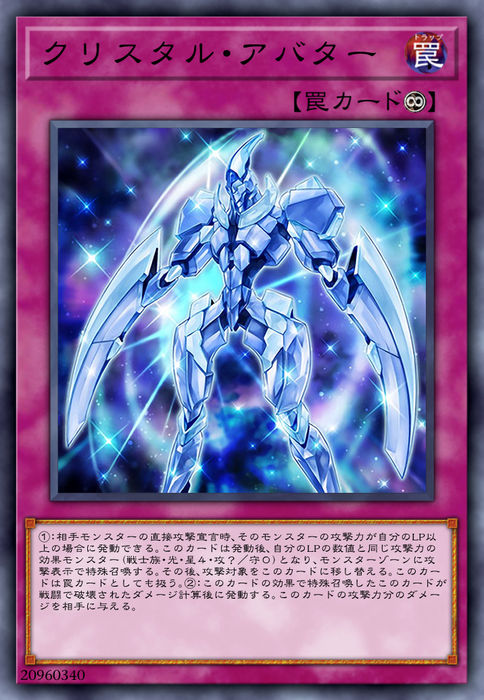 クリスタル・アバター
トラップ
罠
【罠カード♾】
①:相手モンスターの直接攻撃宣言時、そのモンスターの攻撃力が自分のLP以
上の場合に発動できる。このカードは発動後、自分のLPの数値と同じ攻撃力の
効果モンスター(戦士族・光・星4・攻?/守0)となり、モンスターゾーンに攻
撃表示で特殊召喚する。その後、攻撃対象をこのカードに移し替える。このカー
ドは罠カードとしても扱う。②:このカードの効果で特殊召喚したこのカードが
戦闘で破壊されたダメージ計算後に発動する。このカードの攻撃力分のダメー
ジを相手に与える。
20960340